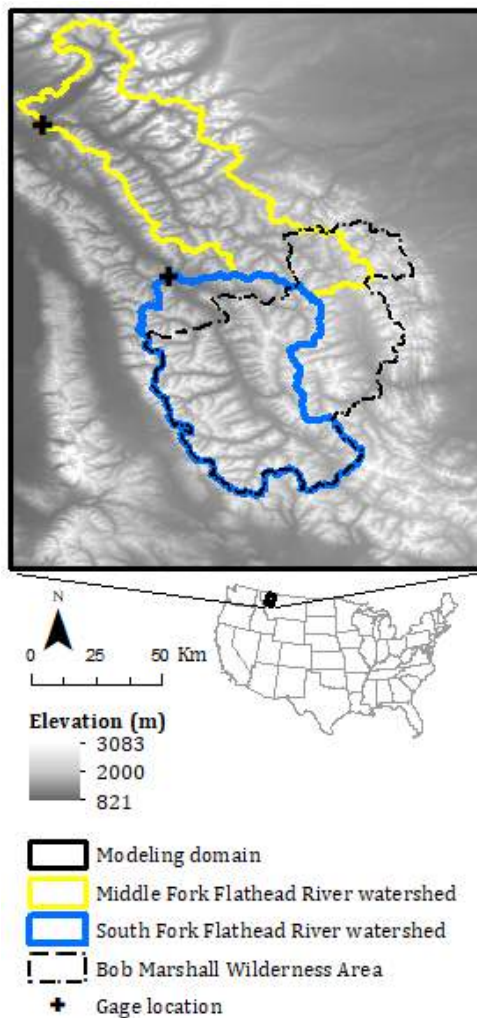 N
0 25 50 Km
Elevation (m)
3083
2000
821
Modeling domain
Middle Fork Flathead River watershed
South Fork Flathead River watershed
Bob Marshall Wilderness Area
Gage location